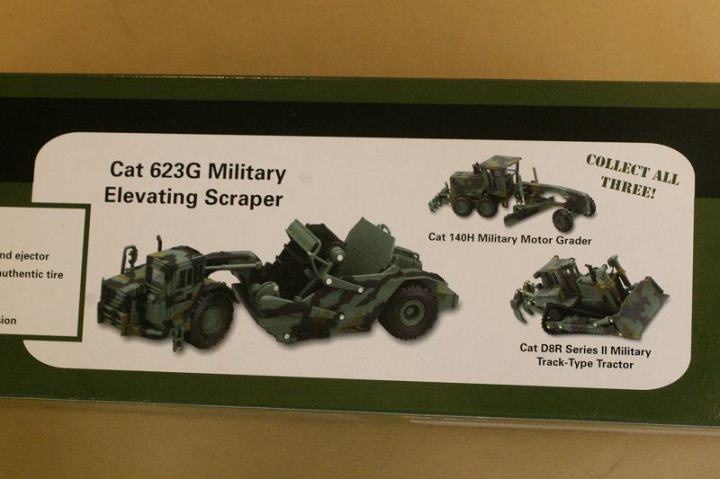 nd ejector
uthentic tire
sion
Cat 623G Military
Elevating Scraper
Cat 140H Military Motor Grader
COLLECT ALL
THREE!
Cat D8R Series II Military
Track-Type Tractor